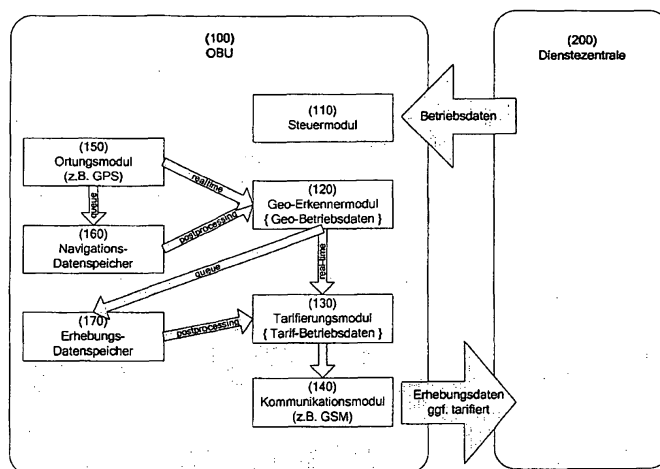 (100)
OBU
(200)
Dienstezentrale
(110)
Steuermodul
Betriebsdaten
(150)
Ortungsmodul
(z.B. GPS)
realtime
queue
(120)
Geo-Erkennermodul
{ Geo-Betriebsdaten }
(160)
Navigations-
Datenspeicher
postprocessing
queue
real-time
(170)
Erhebungs-
Datenspeicher
postprocessing
(130)
Tarifierungsmodul
{ Tarif-Betriebsdaten }
(140)
Kommunikationsmodul
(z.B. GSM)
Erhebungsdaten
ggf. tarifiert